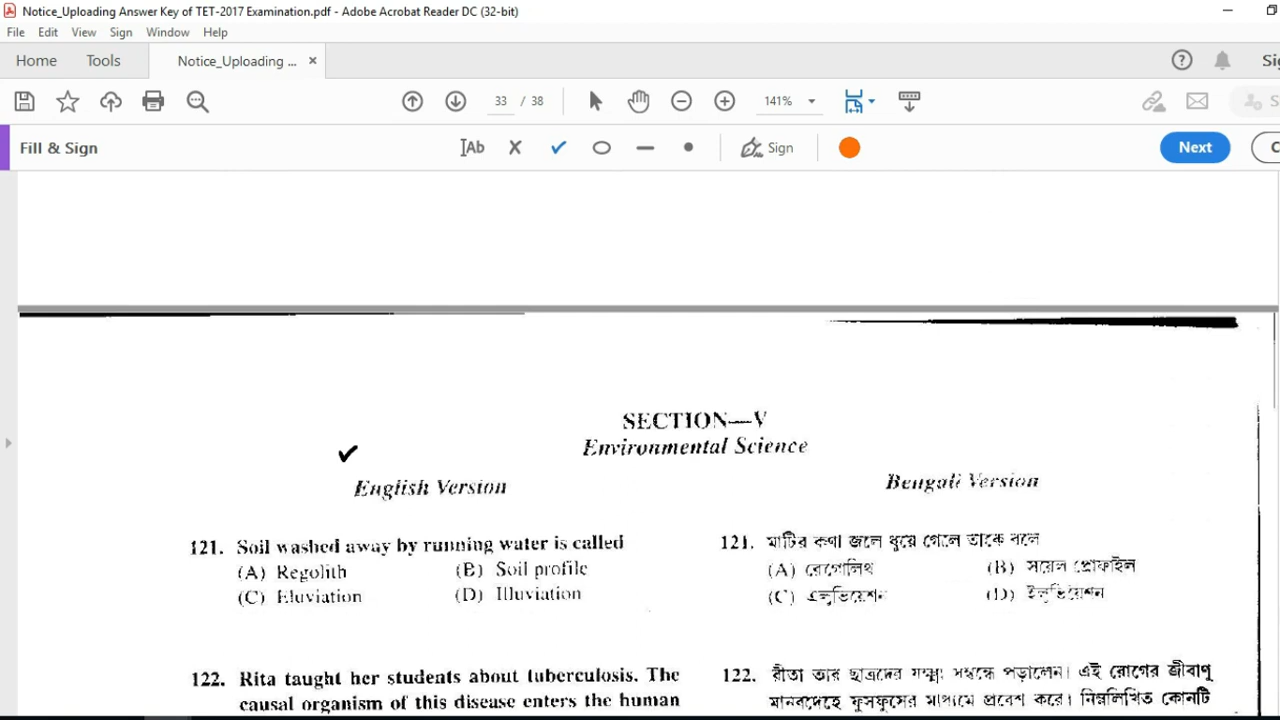 Notice_Uploading Answer Key of TET-2017 Examination.pdf - Adobe Acrobat Reader DC (32-bit)
File Edit View Sign Window Help
Home Tools Notice_Uploading ... ×
33 / 38 141%
Fill & Sign Ab Sign Next
SECTION—V
Environmental Science
English Version
Bengali Version
121. Soil washed away by running water is called
(A) Regolith (B) Soil profile
(C) Eluviation (D) Illuviation
121. মাটির কণা জলে ধুয়ে গেলে তাকে বলে
(A) রেগোলিথ (B) সয়েল প্রোফাইল
(C) এলুভিয়েশন (D) ইলুভিয়েশন
122. Rita taught her students about tuberculosis. The
causal organism of this disease enters the human
122. রীতা তার ছাত্রদের যক্ষ্মা সম্বন্ধে পড়ালেন। এই রোগের জীবাণু
মানবদেহে ফুসফুসের মাধ্যমে প্রবেশ করে। নিম্নলিখিত কোনটি